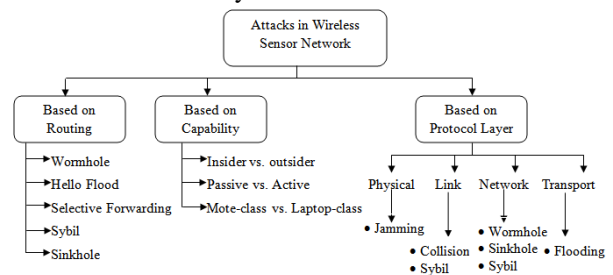 Attacks in Wireless
Sensor Network
Based on
Routing
Based on
Capability
Based on
Protocol Layer
Wormhole
Hello Flood
Selective Forwarding
Sybil
Sinkhole
Insider vs. outsider
Passive vs. Active
Mote-class vs. Laptop-class
Physical
Link
Network
Transport
• Jamming
• Collision
• Sybil
• Wormhole
• Sinkhole
• Sybil
• Flooding